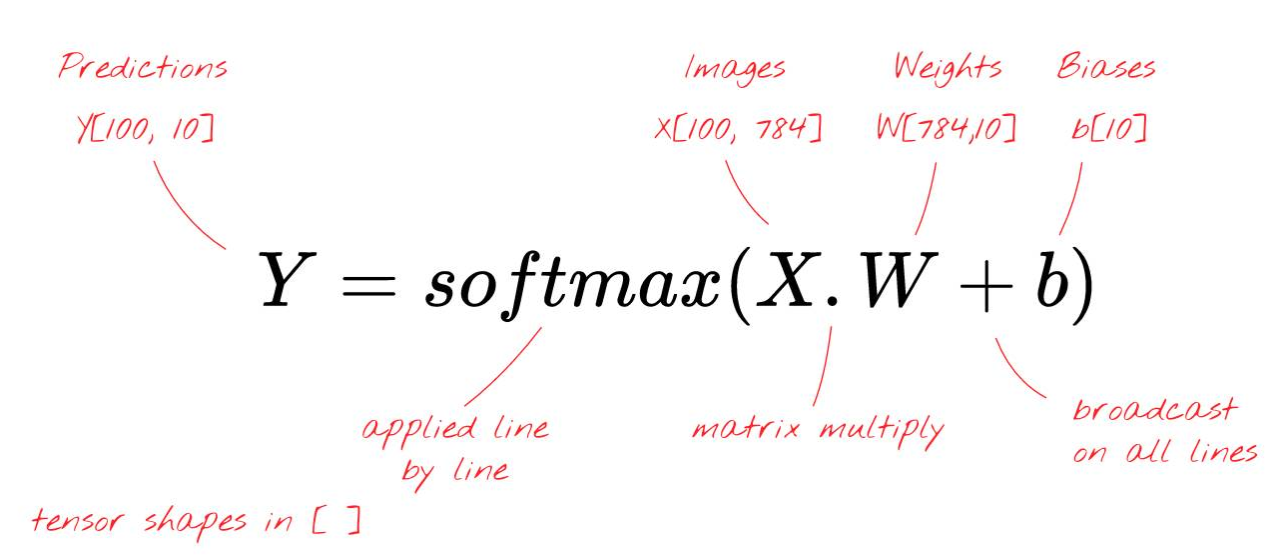 Predictions
Y[100, 10]
Images
X[100, 784]
Weights
W[784,10]
Biases
b[10]
Y = softmax(X.W + b)
applied line
by line
matrix multiply
broadcast
on all lines
tensor shapes in [ ]